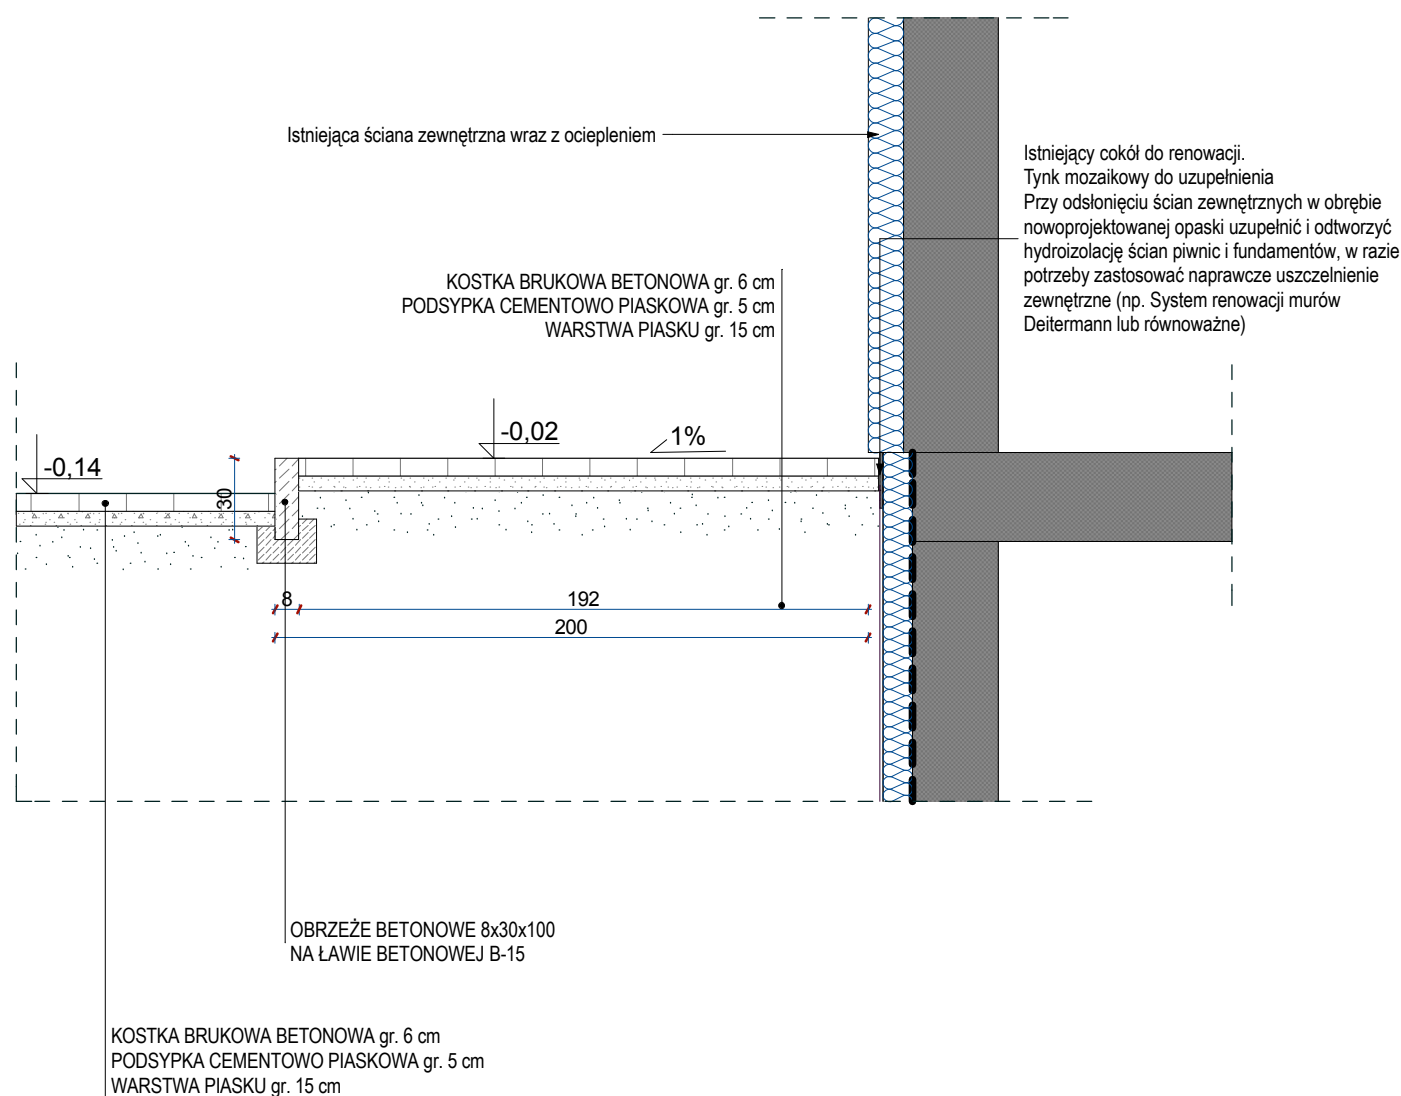 Istniejąca ściana zewnętrzna wraz z ociepleniem
Istniejący cokół do renowacji.
Tynk mozaikowy do uzupełnienia
Przy odsłonięciu ścian zewnętrznych w obrębie
nowoprojektowanej opaski uzupełnić i odtworzyć
hydroizolację ścian piwnic i fundamentów, w razie
potrzeby zastosować naprawcze uszczelnienie
zewnętrzne (np. System renowacji murów
Deitermann lub równoważne)
KOSTKA BRUKOWA BETONOWA gr. 6 cm
PODSYPKA CEMENTOWO PIASKOWA gr. 5 cm
WARSTWA PIASKU gr. 15 cm
-0,02
1%
-0,14
30
8
192
200
OBRZEŻE BETONOWE 8x30x100
NA ŁAWIE BETONOWEJ B-15
KOSTKA BRUKOWA BETONOWA gr. 6 cm
PODSYPKA CEMENTOWO PIASKOWA gr. 5 cm
WARSTWA PIASKU gr. 15 cm